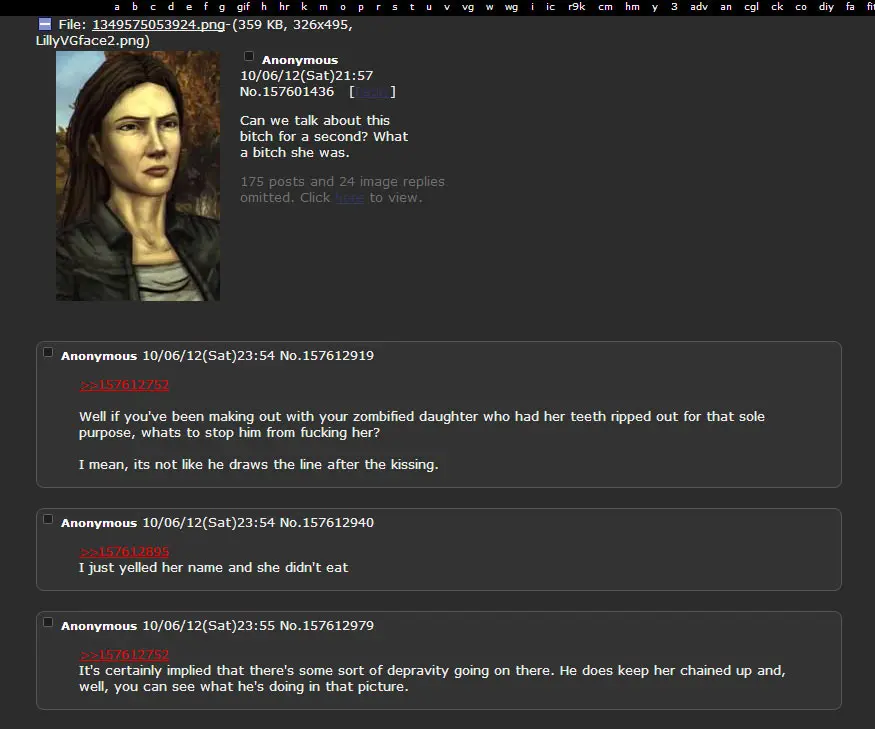 a b c d e f g gif h hr k m o p r s t u v vg w wg i ic r9k cm hm y 3 adv an cgl ck co diy fa fit
File: 1349575053924.png-(359 KB, 326x495,
LillyVGface2.png)
Anonymous
10/06/12(Sat)21:57
No.157601436 [ ]
Can we talk about this
bitch for a second? What
a bitch she was.
175 posts and 24 image replies
omitted. Click here to view.
Anonymous 10/06/12(Sat)23:54 No.157612919
>>157612752
Well if you've been making out with your zombified daughter who had her teeth ripped out for that sole
purpose, whats to stop him from fucking her?
I mean, its not like he draws the line after the kissing.
Anonymous 10/06/12(Sat)23:54 No.157612940
>>157612895
I just yelled her name and she didn't eat
Anonymous 10/06/12(Sat)23:55 No.157612979
>>157612752
It's certainly implied that there's some sort of depravity going on there. He does keep her chained up and,
well, you can see what he's doing in that picture.